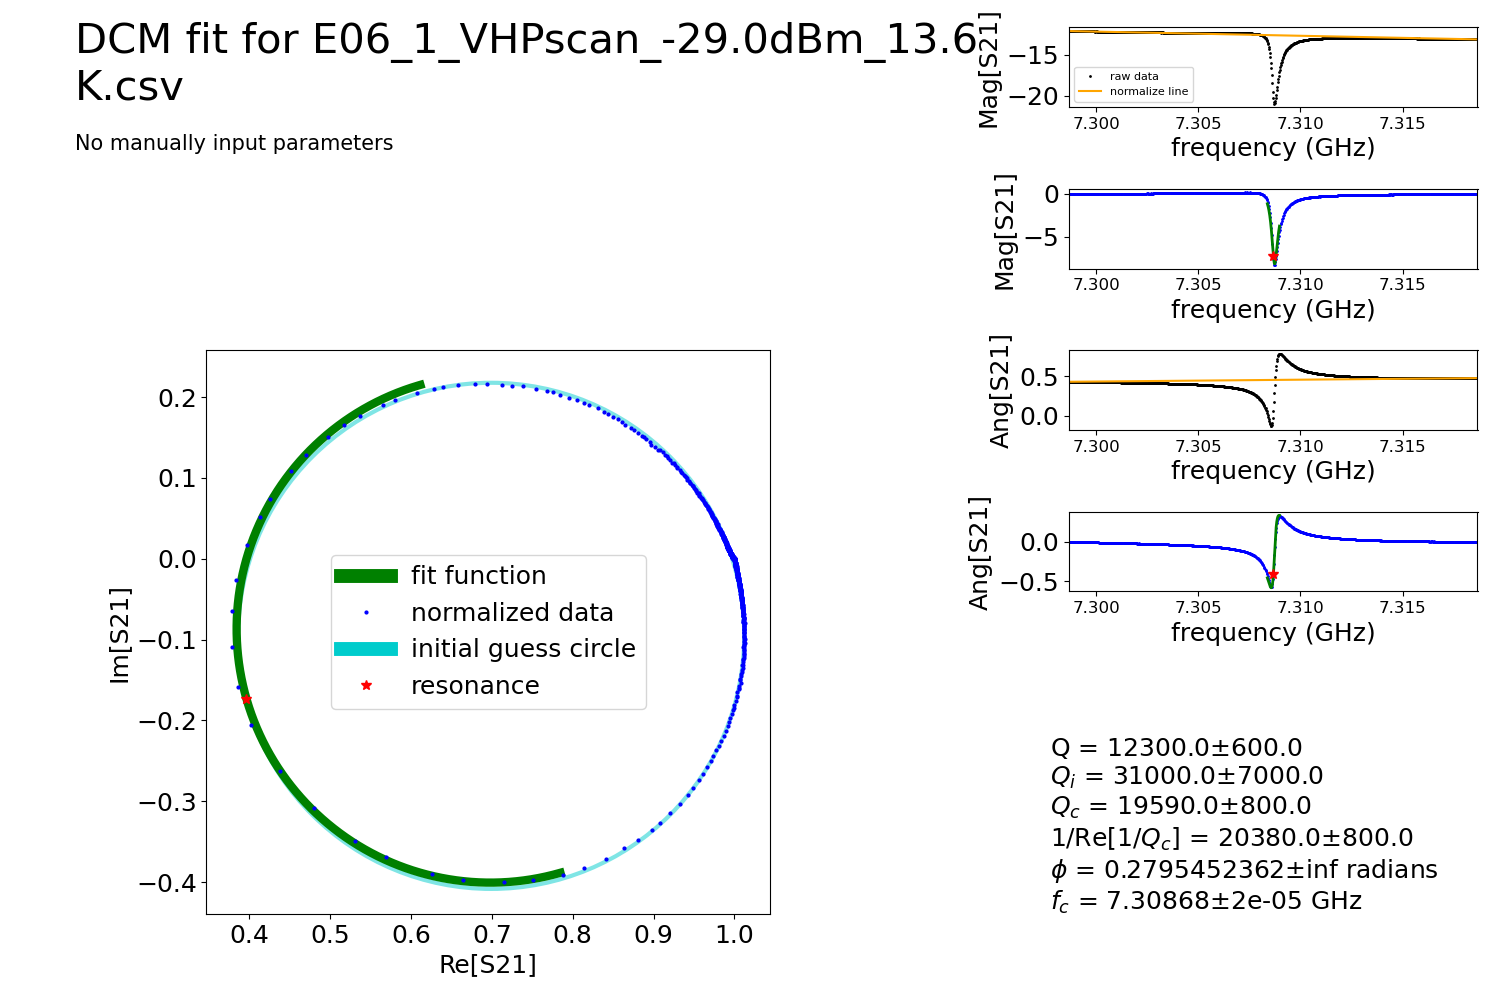 DCM fit for E06_1_VHPscan_-29.0dBm_13.6
K.csv
No manually input parameters
Mag[S21]
−15
−20
raw data
normalize line
7.300 7.305 7.310 7.315
frequency (GHz)
Mag[S21]
0
−5
7.300 7.305 7.310 7.315
frequency (GHz)
Ang[S21]
0.5
0.0
7.300 7.305 7.310 7.315
frequency (GHz)
Ang[S21]
0.0
−0.5
7.300 7.305 7.310 7.315
frequency (GHz)
Im[S21]
0.2
0.1
0.0
−0.1
−0.2
−0.3
−0.4
fit function
normalized data
initial guess circle
resonance
0.4 0.5 0.6 0.7 0.8 0.9 1.0
Re[S21]
Q = 12300.0±600.0
Qi = 31000.0±7000.0
Qc = 19590.0±800.0
1/Re[1/Qc] = 20380.0±800.0
ϕ = 0.2795452362±inf radians
fc = 7.30868±2e-05 GHz